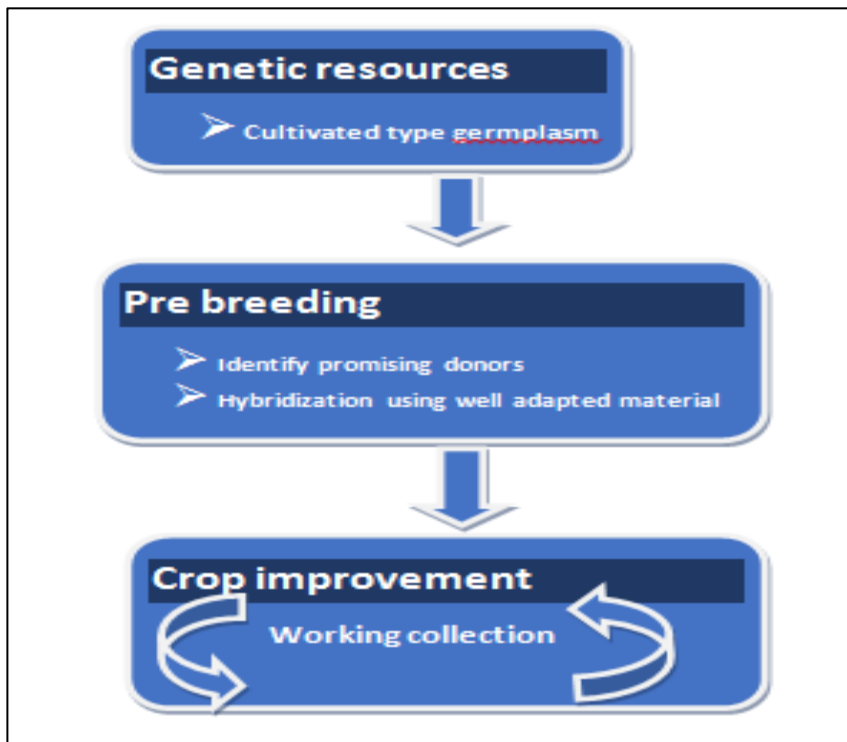 Genetic resources
Cultivated type germplasm
Pre breeding
Identify promising donors
Hybridization using well adapted material
Crop improvement
Working collection